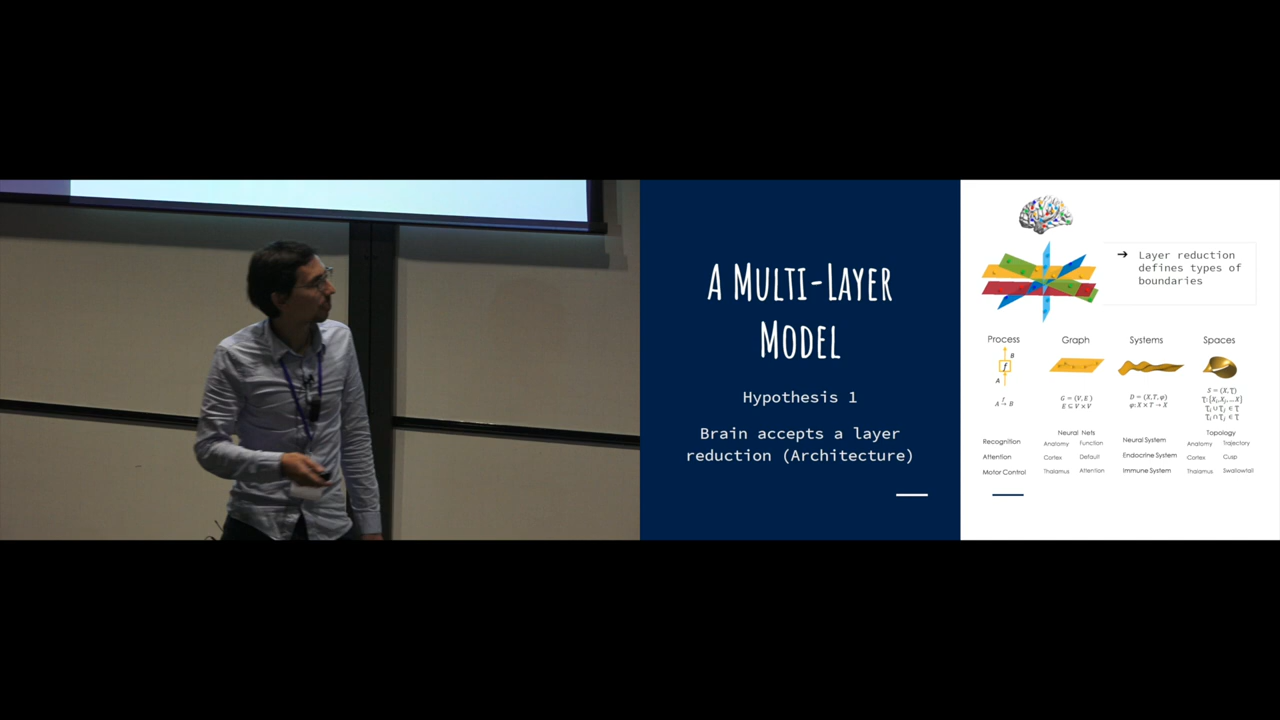 A MULTI-LAYER
MODEL
Hypothesis 1
Brain accepts a layer
reduction (Architecture)
➔ Layer reduction
defines types of
boundaries
Process Graph Systems Spaces
B
f
A
A f→ B
G = (V, E)
E ⊆ V × V
D = (X, T, φ)
φ: X × T → X
S = (X, Ʈ)
Neural Nets
Topology
Recognition
Attention
Motor Control
Anatomy Function
Cortex Default
Thalamus Attention
Neural System
Endocrine System
Immune System
Anatomy Trajectory
Cortex Cusp
Thalamus Swallowtail